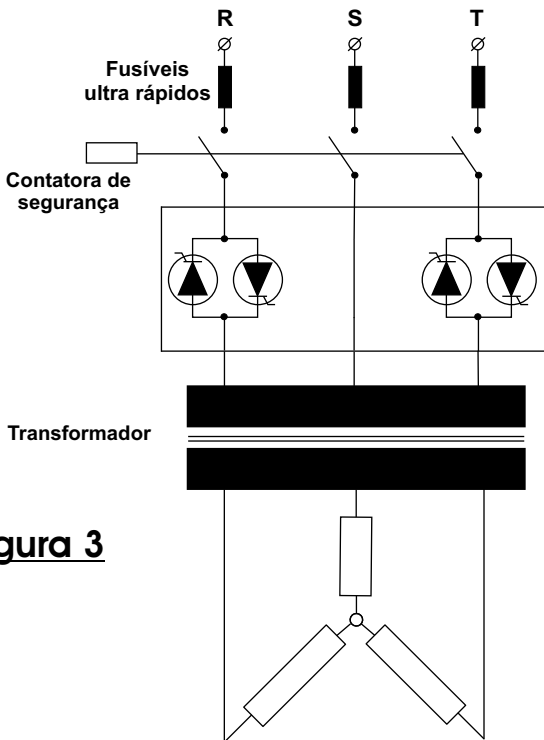 R S T
Fusíveis
ultra rápidos
Contatora de
segurança
Transformador
gura 3